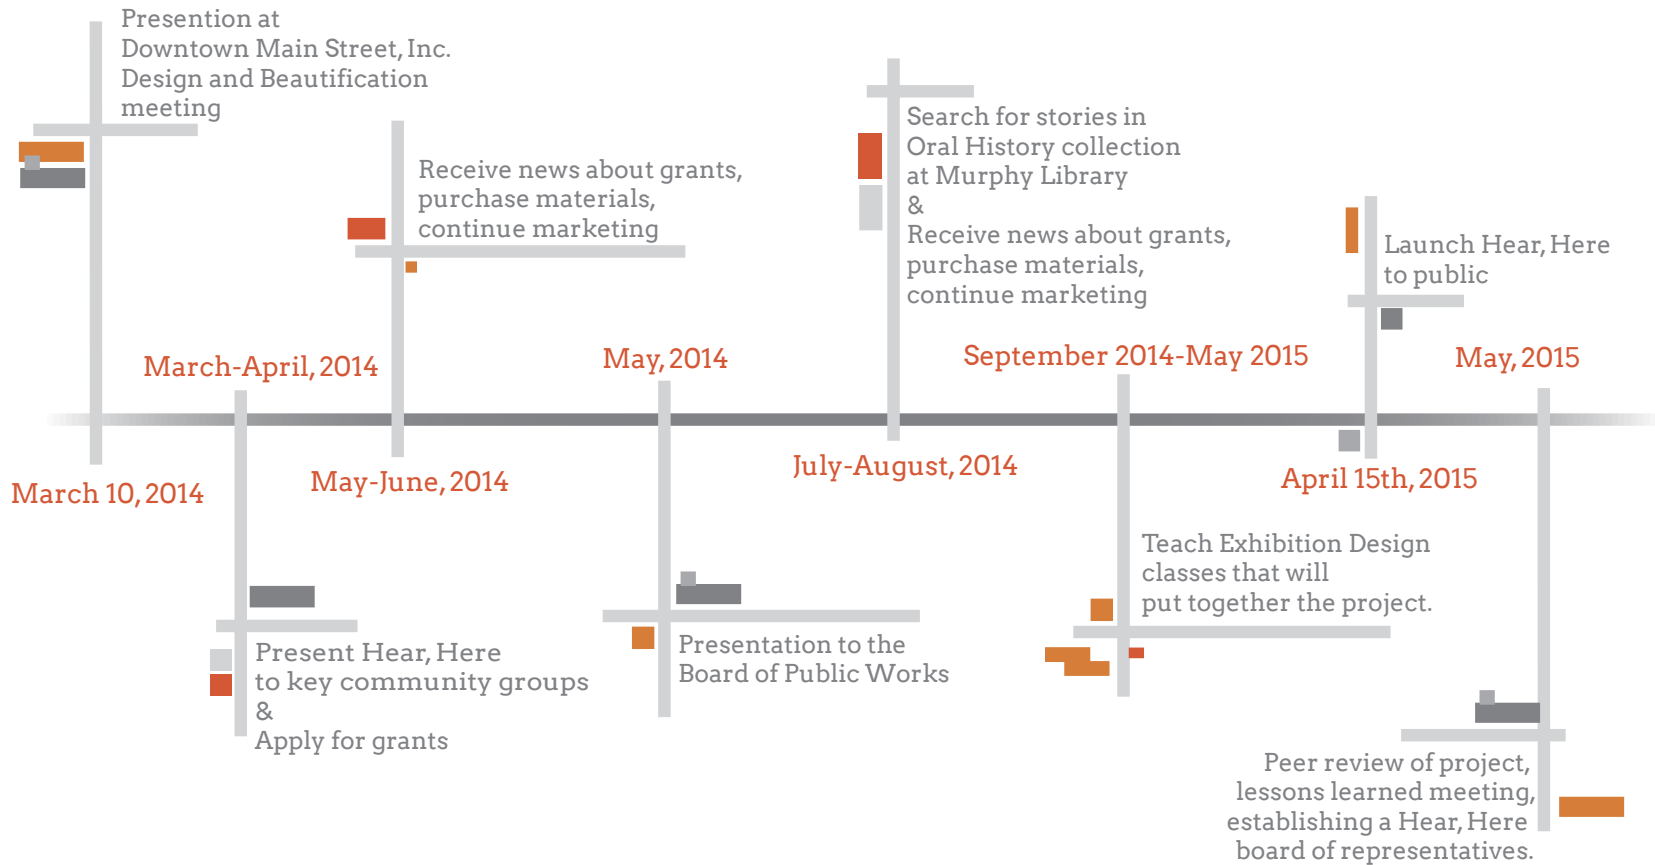 Presention at
Downtown Main Street, Inc.
Design and Beautification
meeting
March 10, 2014
March-April, 2014
Present Hear, Here
to key community groups
&
Apply for grants
Receive news about grants,
purchase materials,
continue marketing
May-June, 2014
May, 2014
Presentation to the
Board of Public Works
Search for stories in
Oral History collection
at Murphy Library
&
Receive news about grants,
purchase materials,
continue marketing
July-August, 2014
September 2014-May 2015
Teach Exhibition Design
classes that will
put together the project.
Launch Hear, Here
to public
April 15th, 2015
May, 2015
Peer review of project,
lessons learned meeting,
establishing a Hear, Here
board of representatives.